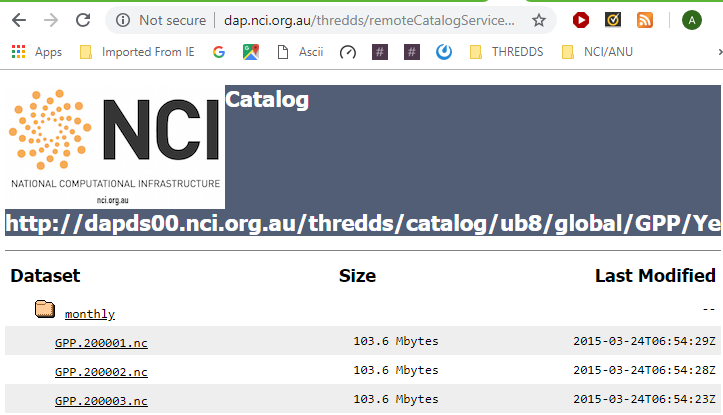 Not secure | dap.nci.org.au/thredds/remoteCatalogService...
A
Apps Imported From IE G Ascii # # THREDDS NCI/ANU
NCI
NATIONAL COMPUTATIONAL INFRASTRUCTURE
nci.org.au
Catalog
http://dapds00.nci.org.au/thredds/catalog/ub8/global/GPP/Ye
Dataset Size Last Modified
monthly --
GPP.200001.nc 103.6 Mbytes 2015-03-24T06:54:29Z
GPP.200002.nc 103.6 Mbytes 2015-03-24T06:54:28Z
GPP.200003.nc 103.6 Mbytes 2015-03-24T06:54:23Z